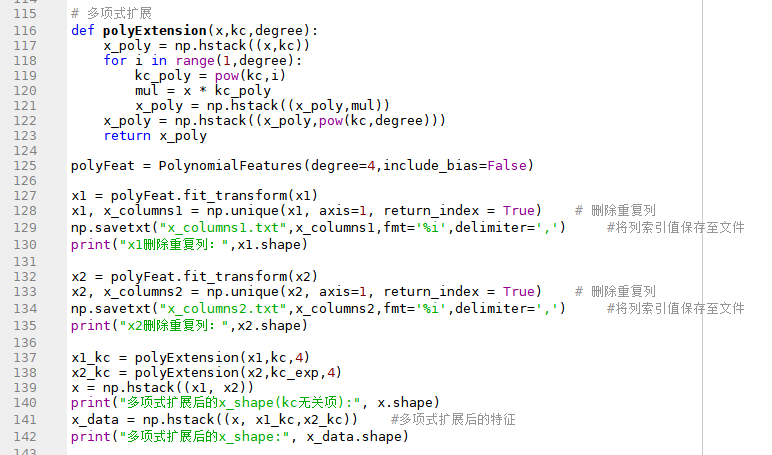 115 # 多项式扩展
116 def polyExtension(x,kc,degree):
117 x_poly = np.hstack((x,kc))
118 for i in range(1,degree):
119 kc_poly = pow(kc,i)
120 mul = x * kc_poly
121 x_poly = np.hstack((x_poly,mul))
122 x_poly = np.hstack((x_poly,pow(kc,degree)))
123 return x_poly
124
125 polyFeat = PolynomialFeatures(degree=4,include_bias=False)
126
127 x1 = polyFeat.fit_transform(x1)
128 x1, x_columns1 = np.unique(x1, axis=1, return_index = True) # 删除重复列
129 np.savetxt("x_columns1.txt",x_columns1,fmt='%i',delimiter=',') #将列索引值保存至文件
130 print("x1删除重复列：",x1.shape)
131
132 x2 = polyFeat.fit_transform(x2)
133 x2, x_columns2 = np.unique(x2, axis=1, return_index = True) # 删除重复列
134 np.savetxt("x_columns2.txt",x_columns2,fmt='%i',delimiter=',') #将列索引值保存至文件
135 print("x2删除重复列：",x2.shape)
136
137 x1_kc = polyExtension(x1,kc,4)
138 x2_kc = polyExtension(x2,kc_exp,4)
139 x = np.hstack((x1, x2))
140 print("多项式扩展后的x_shape(kc无关项):", x.shape)
141 x_data = np.hstack((x, x1_kc,x2_kc)) #多项式扩展后的特征
142 print("多项式扩展后的x_shape:", x_data.shape)